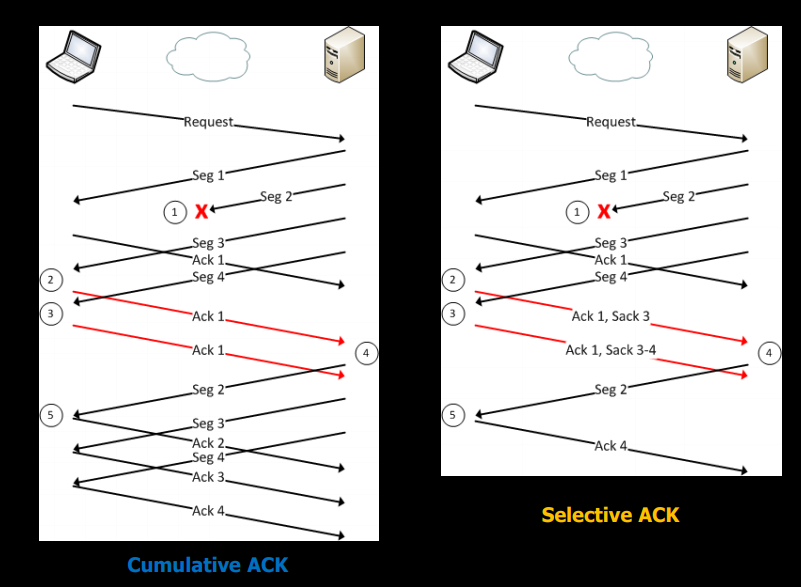 Request
Seg 1
Seg 2
1
X
Seg 3
Ack 1
Seg 4
2
3
Ack 1
Ack 1
4
Seg 2
5
Seg 3
Ack 2
Seg 4
Ack 3
Ack 4
Cumulative ACK
Request
Seg 1
Seg 2
1
X
Seg 3
Ack 1
Seg 4
2
3
Ack 1, Sack 3
Ack 1, Sack 3-4
4
Seg 2
5
Ack 4
Selective ACK